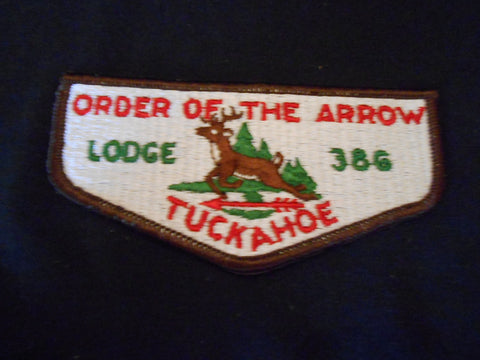 ORDER OF THE ARROW
LODGE 386
TUCKAHOE